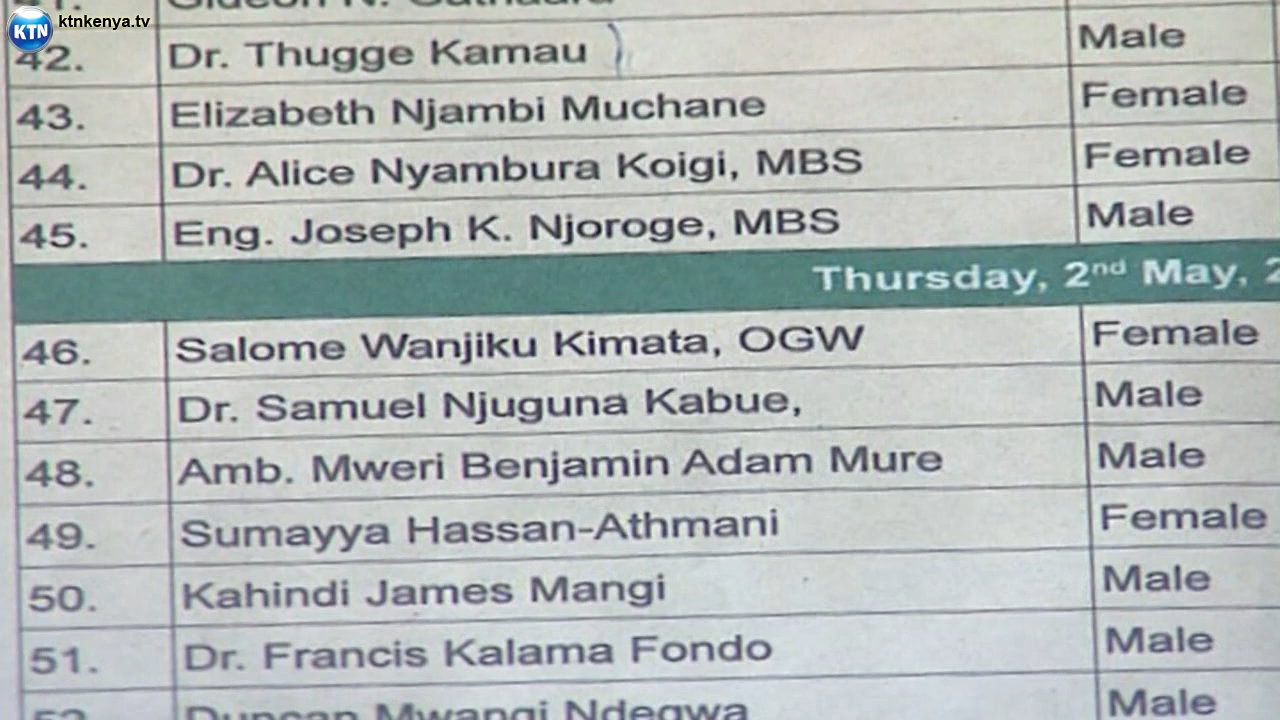 KTN ktnkenya.tv
42. Dr. Thugge Kamau Male
43. Elizabeth Njambi Muchane Female
44. Dr. Alice Nyambura Koigi, MBS Female
45. Eng. Joseph K. Njoroge, MBS Male
Thursday, 2nd May, 2
46. Salome Wanjiku Kimata, OGW Female
47. Dr. Samuel Njuguna Kabue, Male
48. Amb. Mweri Benjamin Adam Mure Male
49. Sumayya Hassan-Athmani Female
50. Kahindi James Mangi Male
51. Dr. Francis Kalama Fondo Male
52. Duncan Mwangi Ndegwa Male